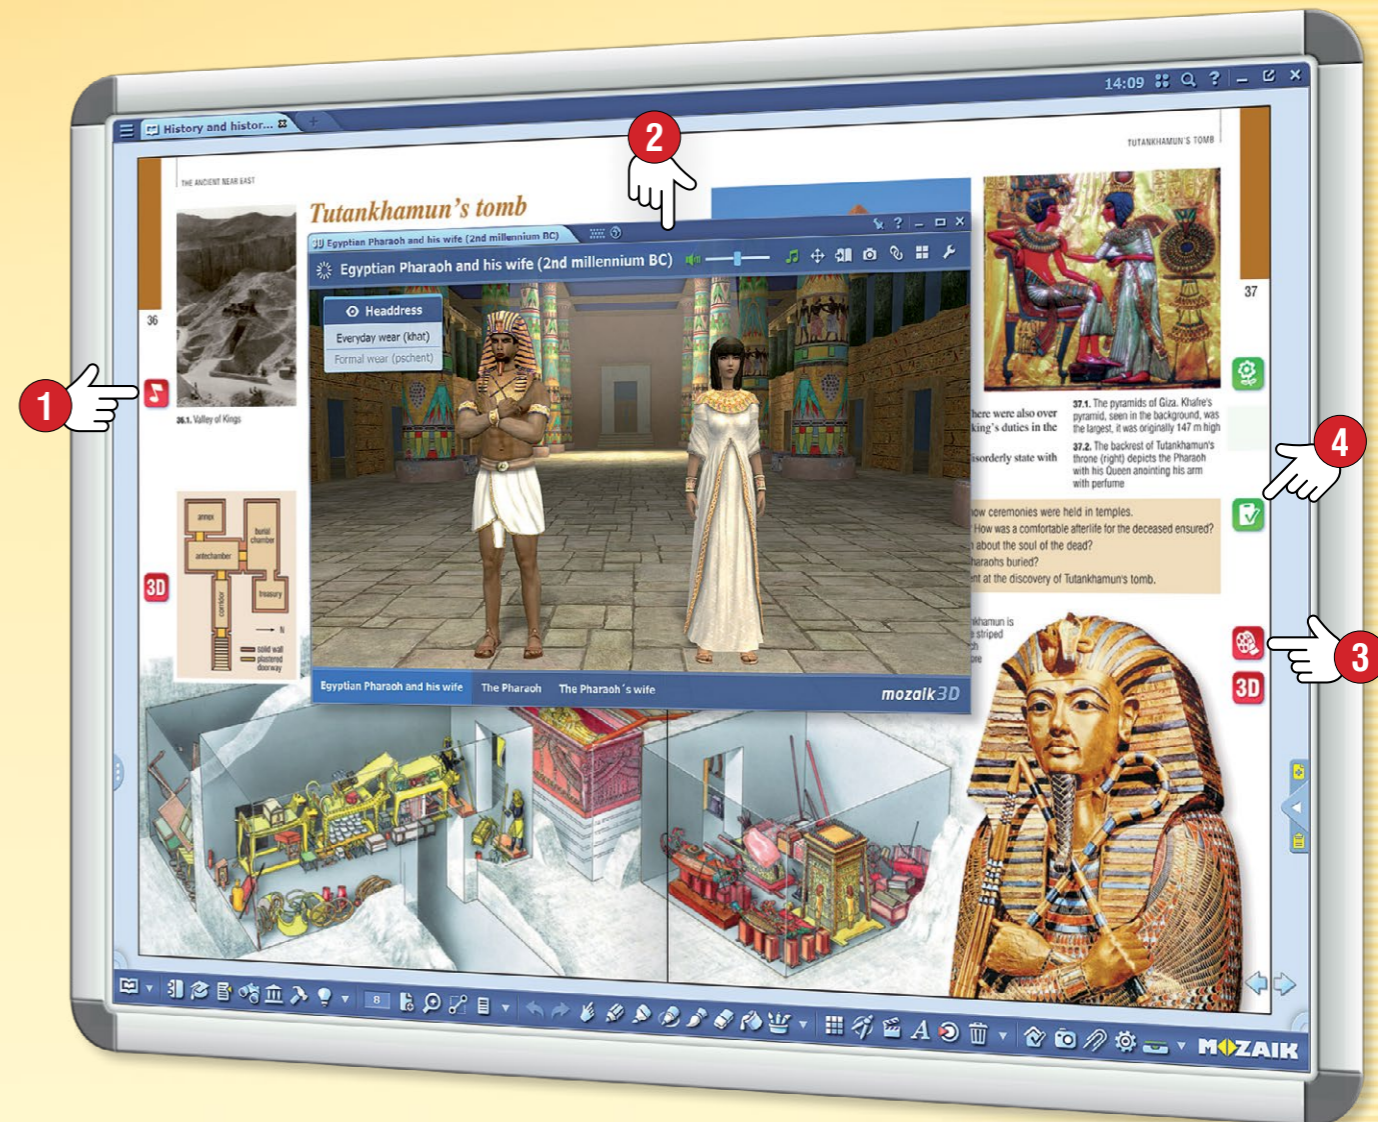 14:09
History and histor...
THE ANCIENT NEAR EAST
TUTANKHAMUN'S TOMB
Tutankhamun's tomb
Egyptian Pharaoh and his wife (2nd millennium BC)
Egyptian Pharaoh and his wife (2nd millennium BC)
Headdress
Everyday wear (khat)
Formal wear (pschent)
36
37
1
2
3
4
36.1. Valley of Kings
here were also over
king's duties in the
isorderly state with
37.1. The pyramids of Giza. Khafre's
pyramid, seen in the background, was
the largest, it was originally 147 m high
37.2. The backrest of Tutankhamun's
throne (right) depicts the Pharaoh
with his Queen anointing his arm
with perfume
now ceremonies were held in temples.
How was a comfortable afterlife for the deceased ensured?
about the soul of the dead?
haraohs buried?
ent at the discovery of Tutankhamun's tomb.
nkhamun is
striped
annex
burial
chamber
antechamber
corridor
treasury
N
solid wall
plastered
doorway
3D
3D
Egyptian Pharaoh and his wife
The Pharaoh
The Pharaoh's wife
mozaik3D
8
A
MOZAIK